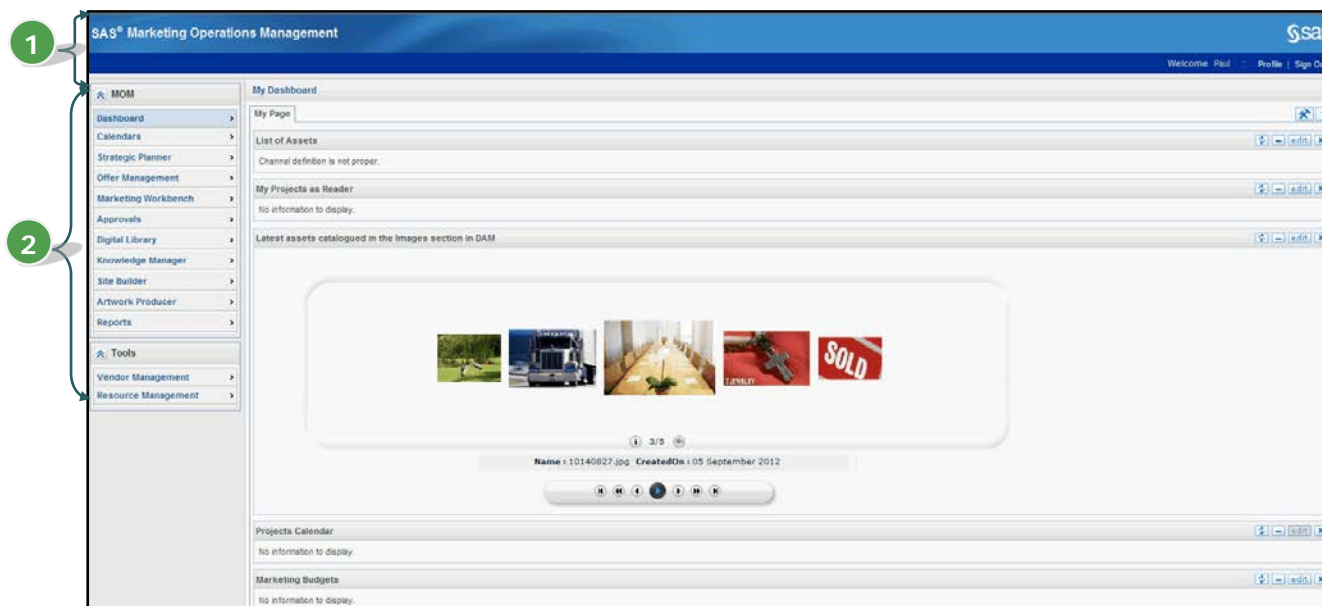 1
SAS® Marketing Operations Management
Welcome Paul :: Profile | Sign
2
MOM
Dashboard
Calendars
Strategic Planner
Offer Management
Marketing Workbench
Approvals
Digital Library
Knowledge Manager
Site Builder
Artwork Producer
Reports
Tools
Vendor Management
Resource Management
My Dashboard
My Page
List of Assets
edit
Channel definition is not proper.
My Projects as Reader
edit
No information to display.
Latest assets catalogued in the Images section in DAM
edit
SOLD
3/5
Name : 10140827.jpg CreatedOn : 05 September 2012
Projects Calendar
edit
No information to display.
Marketing Budgets
edit
No information to display.